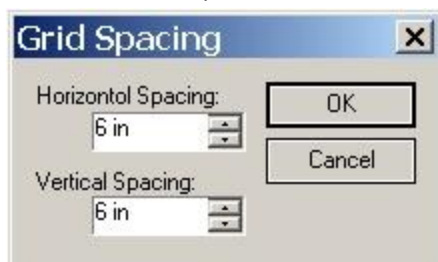 Grid Spacing
Horizontol Spacing:
6 in
OK
Cancel
Vertical Spacing:
6 in